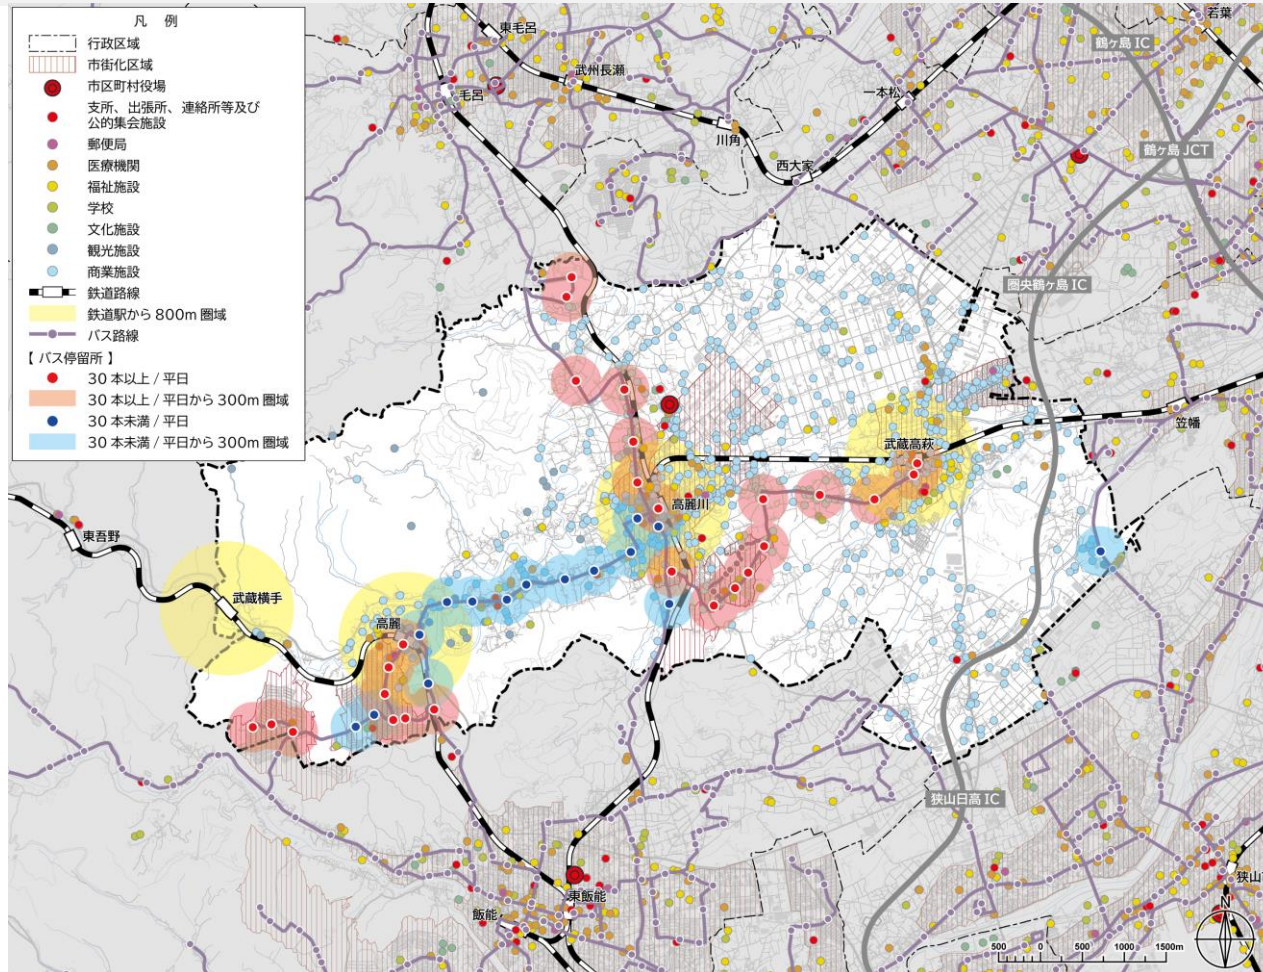 凡 例
行政区域
市街化区域
市区町村役場
支所、出張所、連絡所等及び
公的集会施設
郵便局
医療機関
福祉施設
学校
文化施設
観光施設
商業施設
鉄道路線
鉄道駅から 800m 圏域
バス路線
【 バス停留所 】
30 本以上 / 平日
30 本以上 / 平日から 300m 圏域
30 本未満 / 平日
30 本未満 / 平日から 300m 圏域
東毛呂
若葉
鶴ヶ島 IC
武州長瀬
毛呂
一本松
川角
鶴ヶ島 JCT
西大家
圏央鶴ヶ島 IC
笠幡
武蔵高萩
高麗川
東吾野
武蔵横手
高麗
狭山日高 IC
東飯能
飯能
狭山市
N
500 0 500 1000 1500m